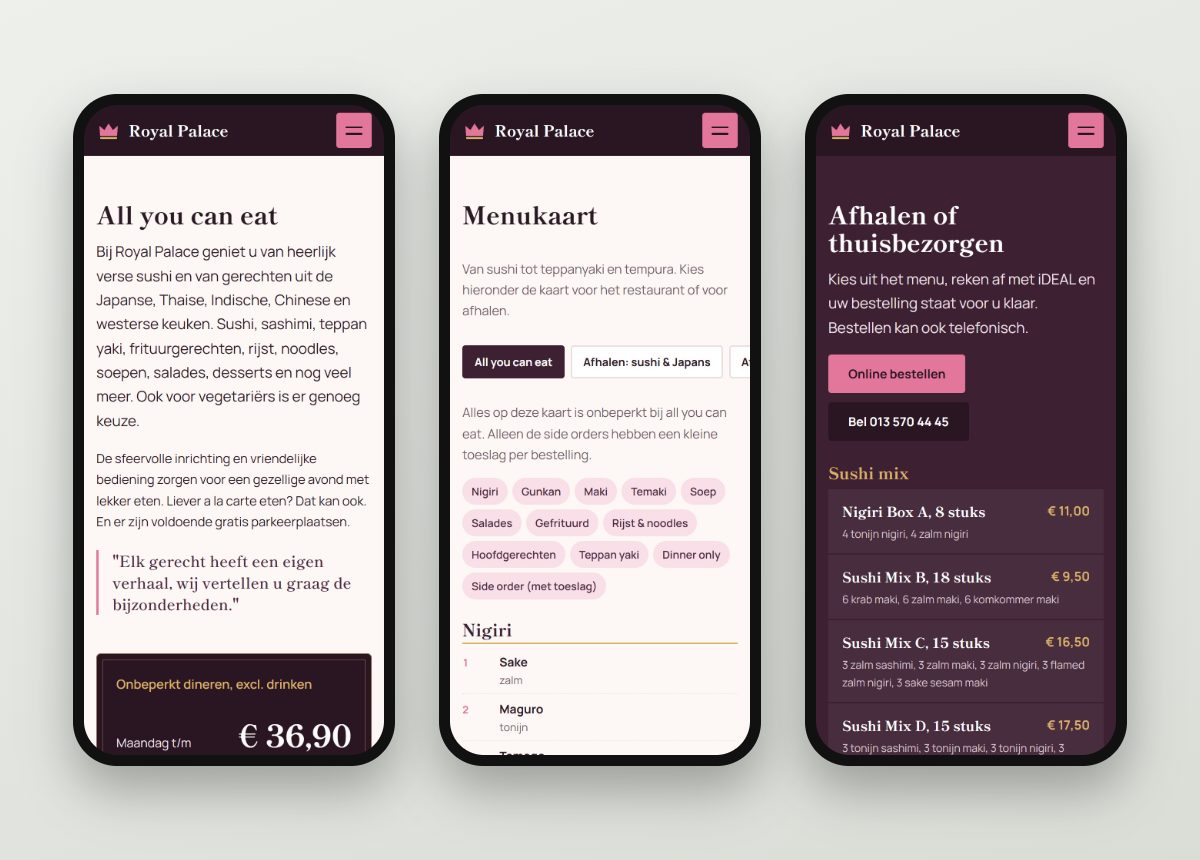 Royal Palace
All you can eat
Bij Royal Palace geniet u van heerlijk
verse sushi en van gerechten uit de
Japanse, Thaise, Indische, Chinese en
westerse keuken. Sushi, sashimi, teppan
yaki, frituurgerechten, rijst, noodles,
soepen, salades, desserts en nog veel
meer. Ook voor vegetariërs is er genoeg
keuze.
De sfeervolle inrichting en vriendelijke
bediening zorgen voor een gezellige avond met
lekker eten. Liever a la carte eten? Dat kan ook.
En er zijn voldoende gratis parkeerplaatsen.
"Elk gerecht heeft een eigen
verhaal, wij vertellen u graag de
bijzonderheden."
Onbeperkt dineren, excl. drinken
Maandag t/m € 36,90
Royal Palace
Menukaart
Van sushi tot teppanyaki en tempura. Kies
hieronder de kaart voor het restaurant of voor
afhalen.
All you can eat Afhalen: sushi & Japans
Alles op deze kaart is onbeperkt bij all you can
eat. Alleen de side orders hebben een kleine
toeslag per bestelling.
Nigiri Gunkan Maki Temaki Soep
Salades Gefrituurd Rijst & noodles
Hoofdgerechten Teppan yaki Dinner only
Side order (met toeslag)
Nigiri
1 Sake
zalm
2 Maguro
tonijn
Royal Palace
Afhalen of
thuisbezorgen
Kies uit het menu, reken af met iDEAL en
uw bestelling staat voor u klaar.
Bestellen kan ook telefonisch.
Online bestellen
Bel 013 570 44 45
Sushi mix
Nigiri Box A, 8 stuks € 11,00
4 tonijn nigiri, 4 zalm nigiri
Sushi Mix B, 18 stuks € 9,50
6 krab maki, 6 zalm maki, 6 komkommer maki
Sushi Mix C, 15 stuks € 16,50
3 zalm sashimi, 3 zalm maki, 3 zalm nigiri, 3 flamed
zalm nigiri, 3 sake sesam maki
Sushi Mix D, 15 stuks € 17,50
3 tonijn sashimi, 3 tonijn maki, 3 tonijn nigiri, 3